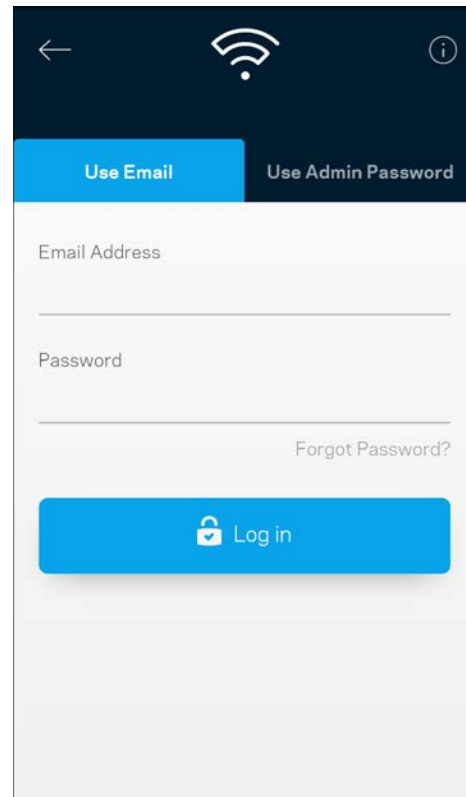 Use Email
Use Admin Password
Email Address
Password
Forgot Password?
Log in